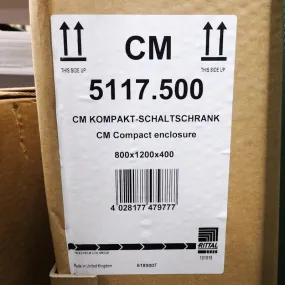 CM
THIS SIDE UP
THIS SIDE UP
5117.500
CM KOMPAKT-SCHALTSCHRANK
CM Compact enclosure
800x1200x400
4 028177 479777
RITTAL
Made in United Kingdom